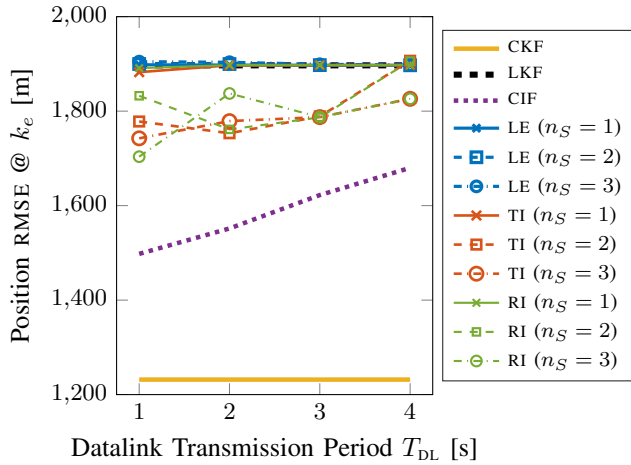 2,000
1,800
1,600
1,400
1,200
Position RMSE @ k_e [m]
1 2 3 4
Datalink Transmission Period T_DL [s]
CKF
LKF
CIF
LE (n_S = 1)
LE (n_S = 2)
LE (n_S = 3)
TI (n_S = 1)
TI (n_S = 2)
TI (n_S = 3)
RI (n_S = 1)
RI (n_S = 2)
RI (n_S = 3)